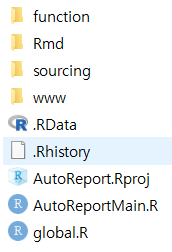 function
Rmd
sourcing
www
.RData
.Rhistory
AutoReport.Rproj
AutoReportMain.R
global.R